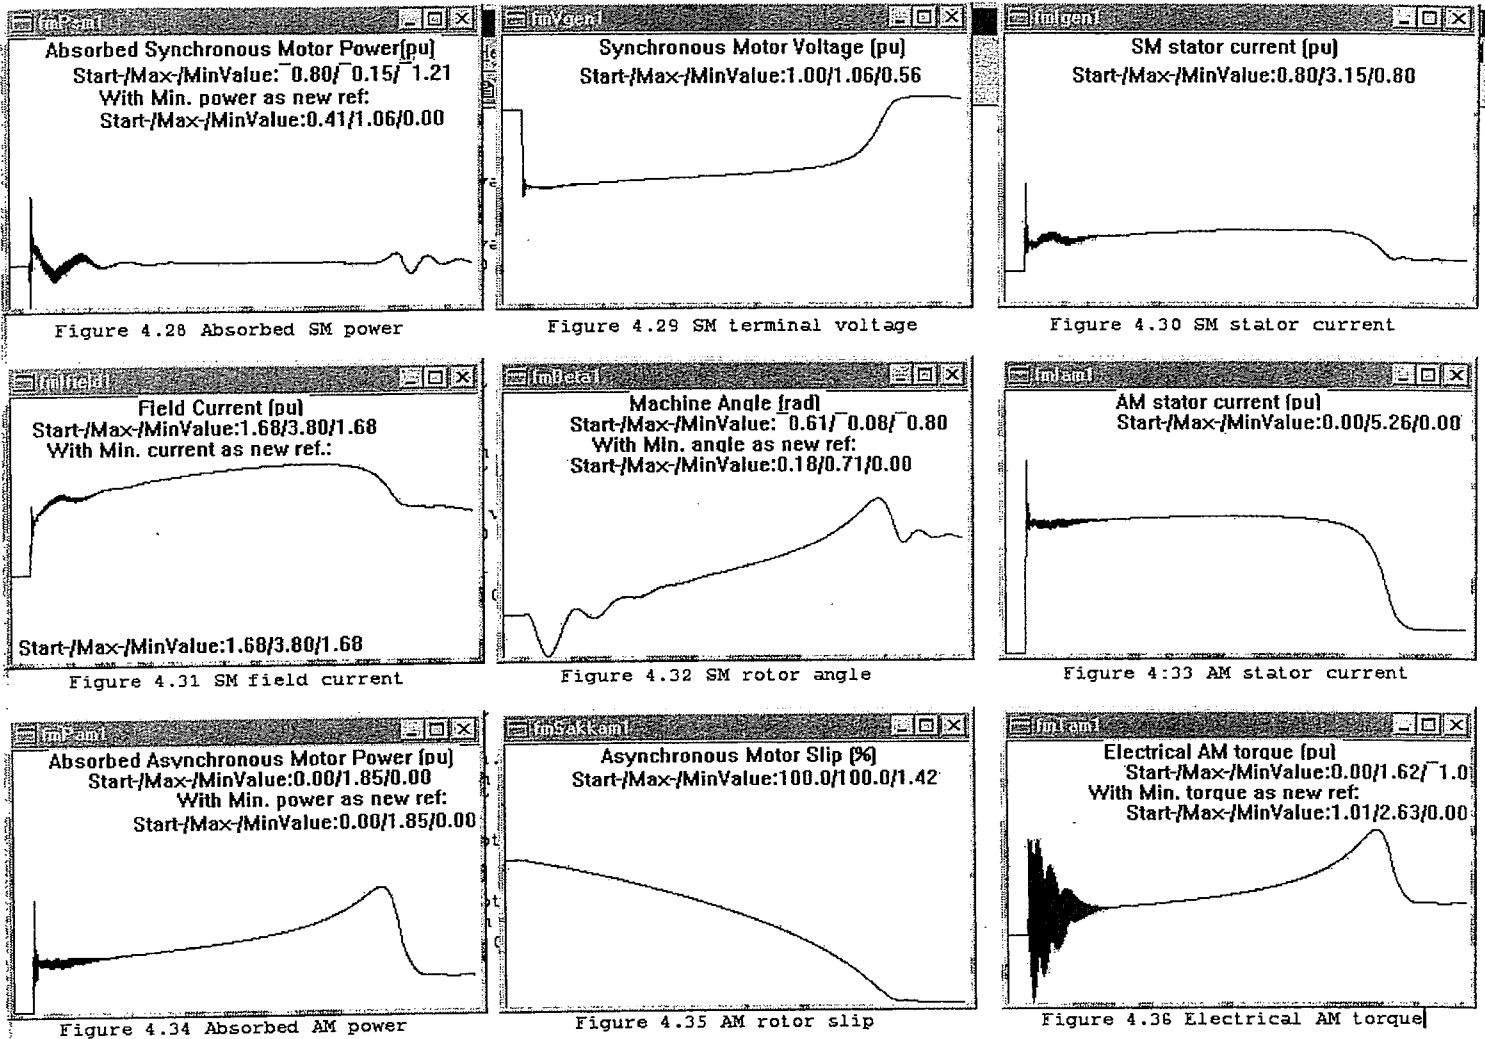 fmPsm1
Absorbed Synchronous Motor Power(pu)
Start-/Max-/MinValue:¯0.80/¯0.15/¯1.21
With Min. power as new ref:
Start-/Max-/MinValue:0.41/1.06/0.00
Figure 4.28 Absorbed SM power
fmVgen1
Synchronous Motor Voltage (pu)
Start-/Max-/MinValue:1.00/1.06/0.56
Figure 4.29 SM terminal voltage
fmIgen1
SM stator current (pu)
Start-/Max-/MinValue:0.80/3.15/0.80
Figure 4.30 SM stator current
fmIfield1
Field Current (pu)
Start-/Max-/MinValue:1.68/3.80/1.68
With Min. current as new ref.:
Start-/Max-/MinValue:1.68/3.80/1.68
Figure 4.31 SM field current
fmDeta1
Machine Angle (rad)
Start-/Max-/MinValue:¯0.61/¯0.08/¯0.80
With Min. angle as new ref:
Start-/Max-/MinValue:0.18/0.71/0.00
Figure 4.32 SM rotor angle
fmIam1
AM stator current (pu)
Start-/Max-/MinValue:0.00/5.26/0.00
Figure 4:33 AM stator current
fmPam1
Absorbed Asynchronous Motor Power (pu)
Start-/Max-/MinValue:0.00/1.85/0.00
With Min. power as new ref:
Start-/Max-/MinValue:0.00/1.85/0.00
Figure 4.34 Absorbed AM power
fmSakkam1
Asynchronous Motor Slip (%)
Start-/Max-/MinValue:100.0/100.0/1.42
Figure 4.35 AM rotor slip
fmTam1
Electrical AM torque (pu)
Start-/Max-/MinValue:0.00/1.62/¯1.0
With Min. torque as new ref:
Start-/Max-/MinValue:1.01/2.63/0.00
Figure 4.36 Electrical AM torque